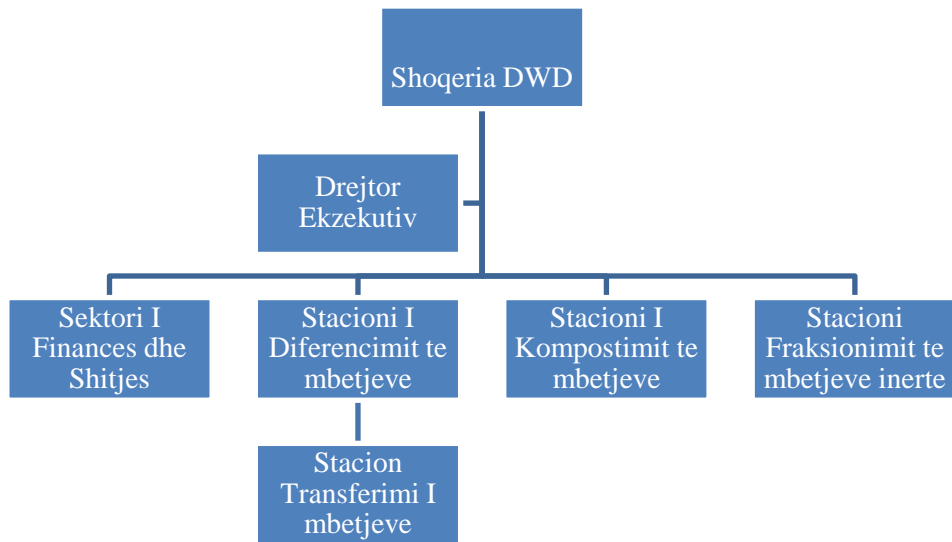 Shoqeria DWD
Drejtor
Ekzekutiv
Sektori I
Finances dhe
Shitjes
Stacioni I
Diferencimit te
mbetjeve
Stacioni I
Kompostimit te
mbetjeve
Stacioni
Fraksionimit te
mbetjeve inerte
Stacion
Transferimi I
mbetjeve